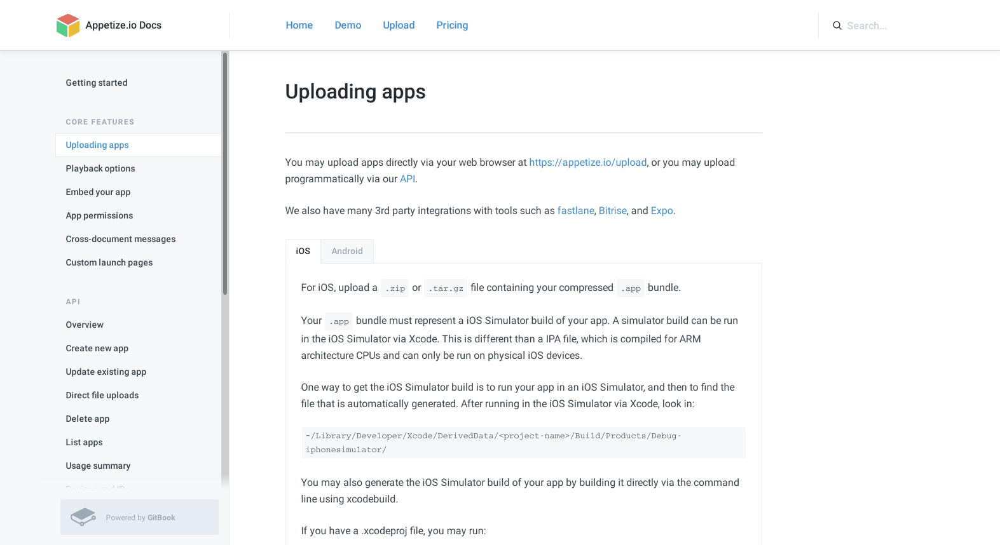 Appetize.io Docs
Home
Demo
Upload
Pricing
Search...
Getting started
CORE FEATURES
Uploading apps
Playback options
Embed your app
App permissions
Cross-document messages
Custom launch pages
API
Overview
Create new app
Update existing app
Direct file uploads
Delete app
List apps
Usage summary
Powered by GitBook
Uploading apps
You may upload apps directly via your web browser at https://appetize.io/upload, or you may upload
programmatically via our API.
We also have many 3rd party integrations with tools such as fastlane, Bitrise, and Expo.
iOS
Android
For iOS, upload a .zip or .tar.gz file containing your compressed .app bundle.
Your .app bundle must represent a iOS Simulator build of your app. A simulator build can be run
in the iOS Simulator via Xcode. This is different than a IPA file, which is compiled for ARM
architecture CPUs and can only be run on physical iOS devices.
One way to get the iOS Simulator build is to run your app in an iOS Simulator, and then to find the
file that is automatically generated. After running in the iOS Simulator via Xcode, look in:
~/Library/Developer/Xcode/DerivedData/<project-name>/Build/Products/Debug-
iphonesimulator/
You may also generate the iOS Simulator build of your app by building it directly via the command
line using xcodebuild.
If you have a .xcodeproj file, you may run: